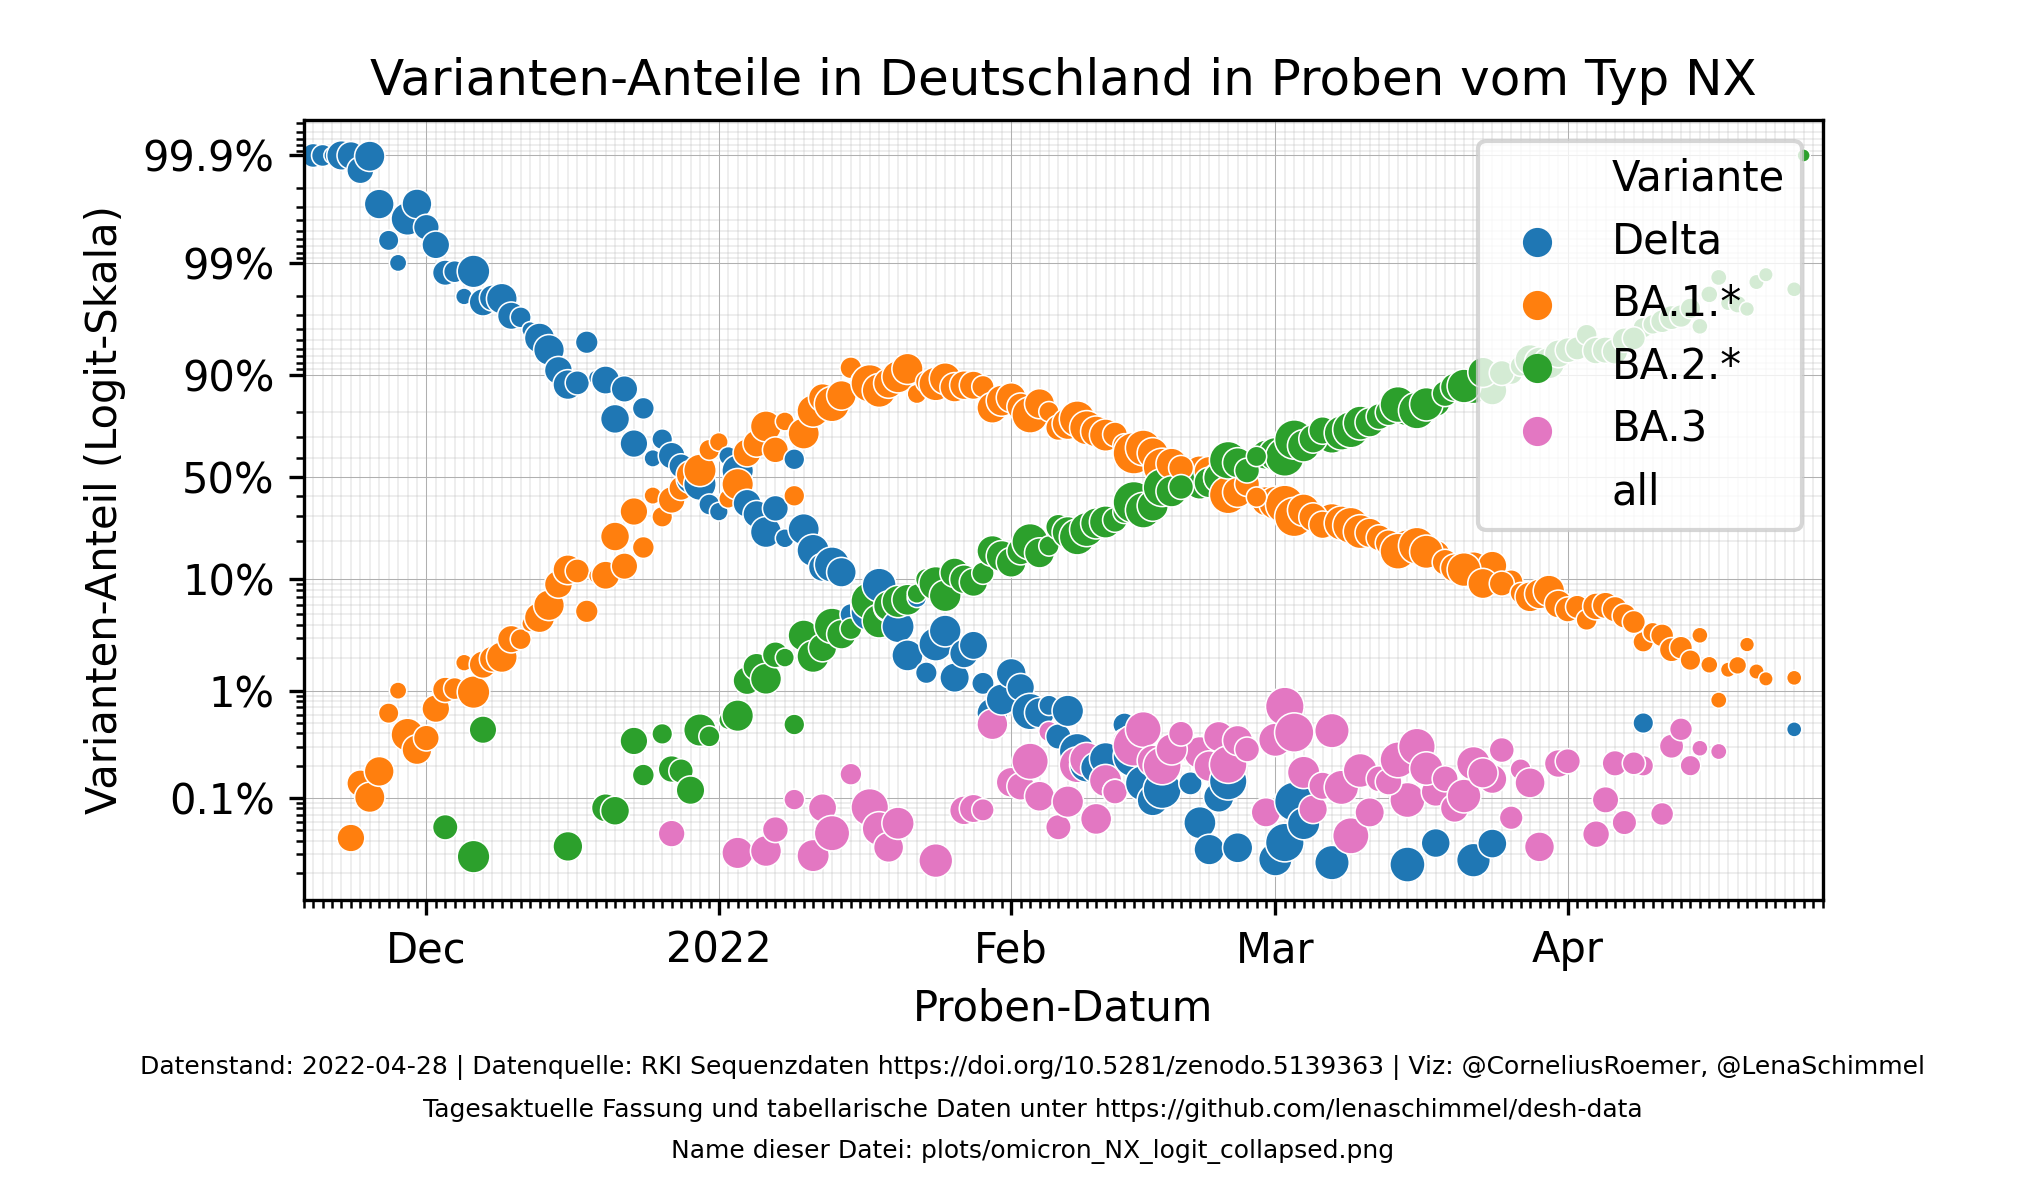 Varianten-Anteile in Deutschland in Proben vom Typ NX
Varianten-Anteil (Logit-Skala)
99.9%
99%
90%
50%
10%
1%
0.1%
Variante
Delta
BA.1.*
BA.2.*
BA.3
all
Dec
2022
Feb
Mar
Apr
Proben-Datum
Datenstand: 2022-04-28 | Datenquelle: RKI Sequenzdaten https://doi.org/10.5281/zenodo.5139363 | Viz: @CorneliusRoemer, @LenaSchimmel
Tagesaktuelle Fassung und tabellarische Daten unter https://github.com/lenaschimmel/desh-data
Name dieser Datei: plots/omicron_NX_logit_collapsed.png